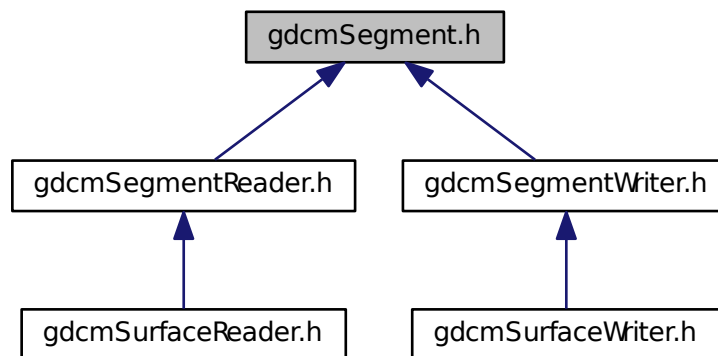 gdcmSegment.h
gdcmSegmentReader.h
gdcmSegmentWriter.h
gdcmSurfaceReader.h
gdcmSurfaceWriter.h